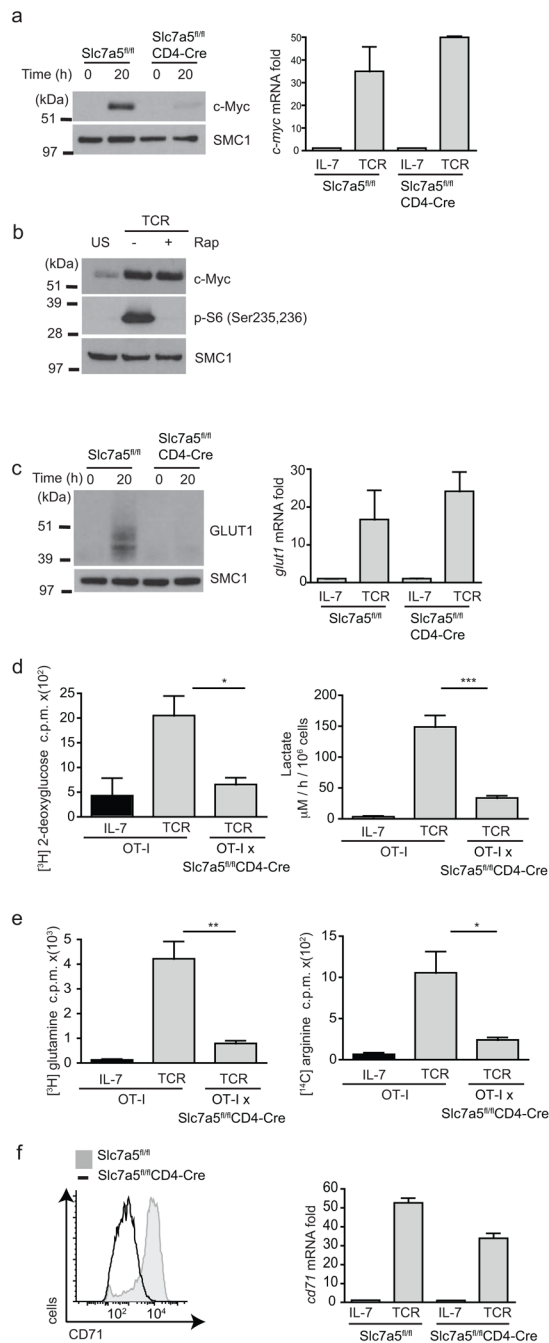 a
Slc7a5fl/fl
Slc7a5fl/fl
CD4-Cre
Time (h) 0 20 0 20
(kDa)
51
97
c-Myc
SMC1
c-myc mRNA fold
50
40
30
20
10
0
IL-7 TCR IL-7 TCR
Slc7a5fl/fl
Slc7a5fl/fl
CD4-Cre
b
TCR
US - + Rap
(kDa)
51
39
28
97
c-Myc
p-S6 (Ser235,236)
SMC1
c
Slc7a5fl/fl
Slc7a5fl/fl
CD4-Cre
Time (h) 0 20 0 20
(kDa)
51
39
97
GLUT1
SMC1
glut1 mRNA fold
30
20
10
0
IL-7 TCR IL-7 TCR
Slc7a5fl/fl
Slc7a5fl/fl
CD4-Cre
d
[3H] 2-deoxyglucose c.p.m. x(102)
25
20
15
10
5
0
*
IL-7 TCR TCR
OT-I
OT-I x
Slc7a5fl/flCD4-Cre
Lactate
μM / h / 106 cells
200
150
100
50
0
***
IL-7 TCR TCR
OT-I
OT-I x
Slc7a5fl/flCD4-Cre
e
[3H] glutamine c.p.m. x(103)
5
4
3
2
1
0
**
IL-7 TCR TCR
OT-I
OT-I x
Slc7a5fl/flCD4-Cre
[14C] arginine c.p.m. x(102)
15
10
5
0
*
IL-7 TCR TCR
OT-I
OT-I x
Slc7a5fl/flCD4-Cre
f
Slc7a5fl/fl
Slc7a5fl/flCD4-Cre
cells
102 104
CD71
cd71 mRNA fold
60
50
40
30
20
10
0
IL-7 TCR IL-7 TCR
Slc7a5fl/fl Slc7a5fl/flCD4-Cre